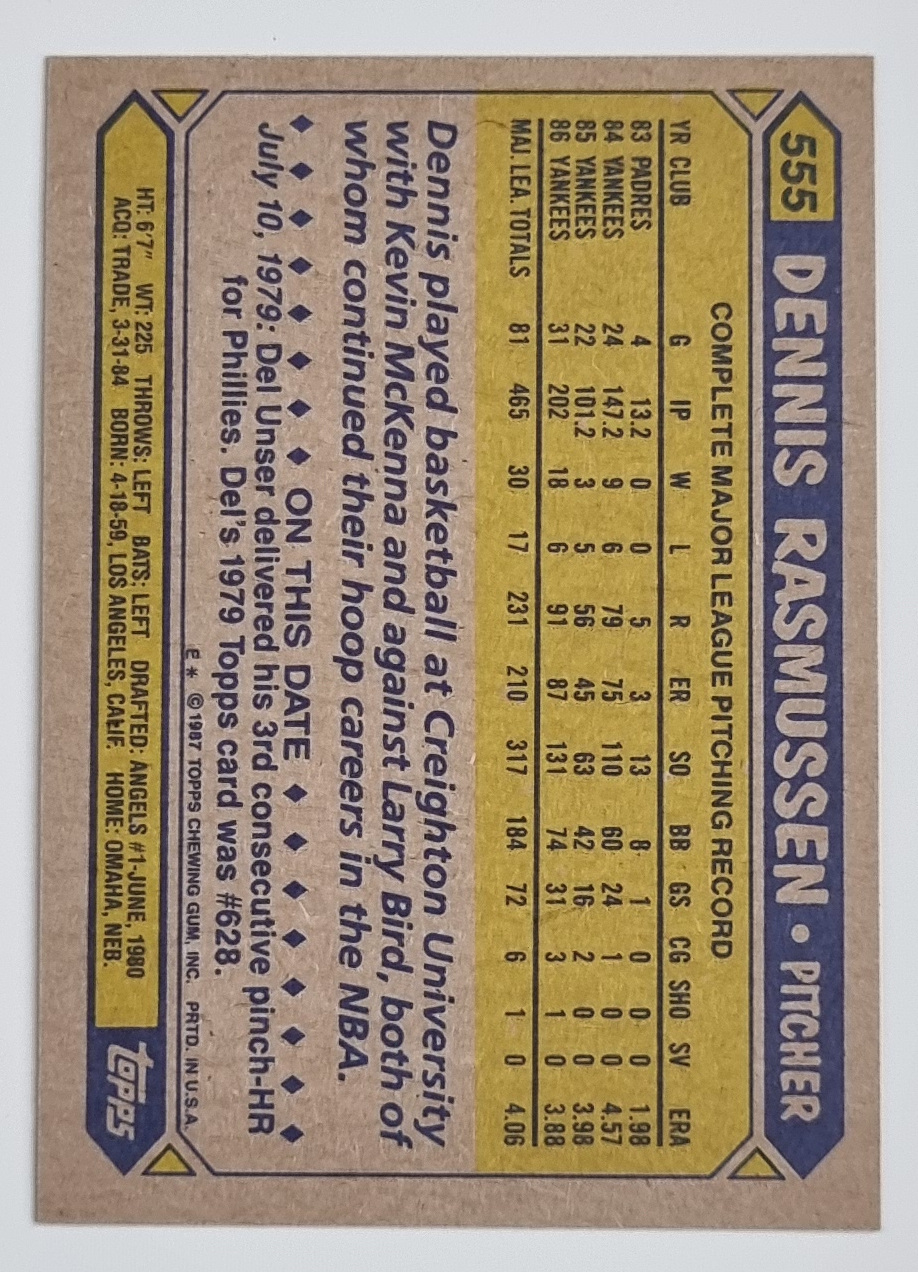 555 DENNIS RASMUSSEN • PITCHER
COMPLETE MAJOR LEAGUE PITCHING RECORD
YR CLUB G IP W L R ER SO BB GS CG SHO SV ERA
83 PADRES 4 13.2 0 0 5 3 13 8 1 0 0 0 1.98
84 YANKEES 24 147.2 9 6 79 75 110 60 24 1 0 0 4.57
85 YANKEES 22 101.2 3 5 56 45 63 42 16 2 0 0 3.98
86 YANKEES 31 202 18 6 91 87 131 74 31 3 1 0 3.88
MAJ. LEA. TOTALS 81 465 30 17 231 210 317 184 72 6 1 0 4.06
Dennis played basketball at Creighton University
with Kevin McKenna and against Larry Bird, both of
whom continued their hoop careers in the NBA.
ON THIS DATE
July 10, 1979: Del Unser delivered his 3rd consecutive pinch-HR
for Phillies. Del's 1979 Topps card was #628.
E * ©1987 TOPPS CHEWING GUM, INC. PRTD. IN U.S.A.
HT: 6'7" WT: 225 THROWS: LEFT BATS: LEFT DRAFTED: ANGELS #1-JUNE, 1980
ACQ: TRADE, 3-31-84 BORN: 4-18-59, LOS ANGELES, CALIF. HOME: OMAHA, NEB.
topps